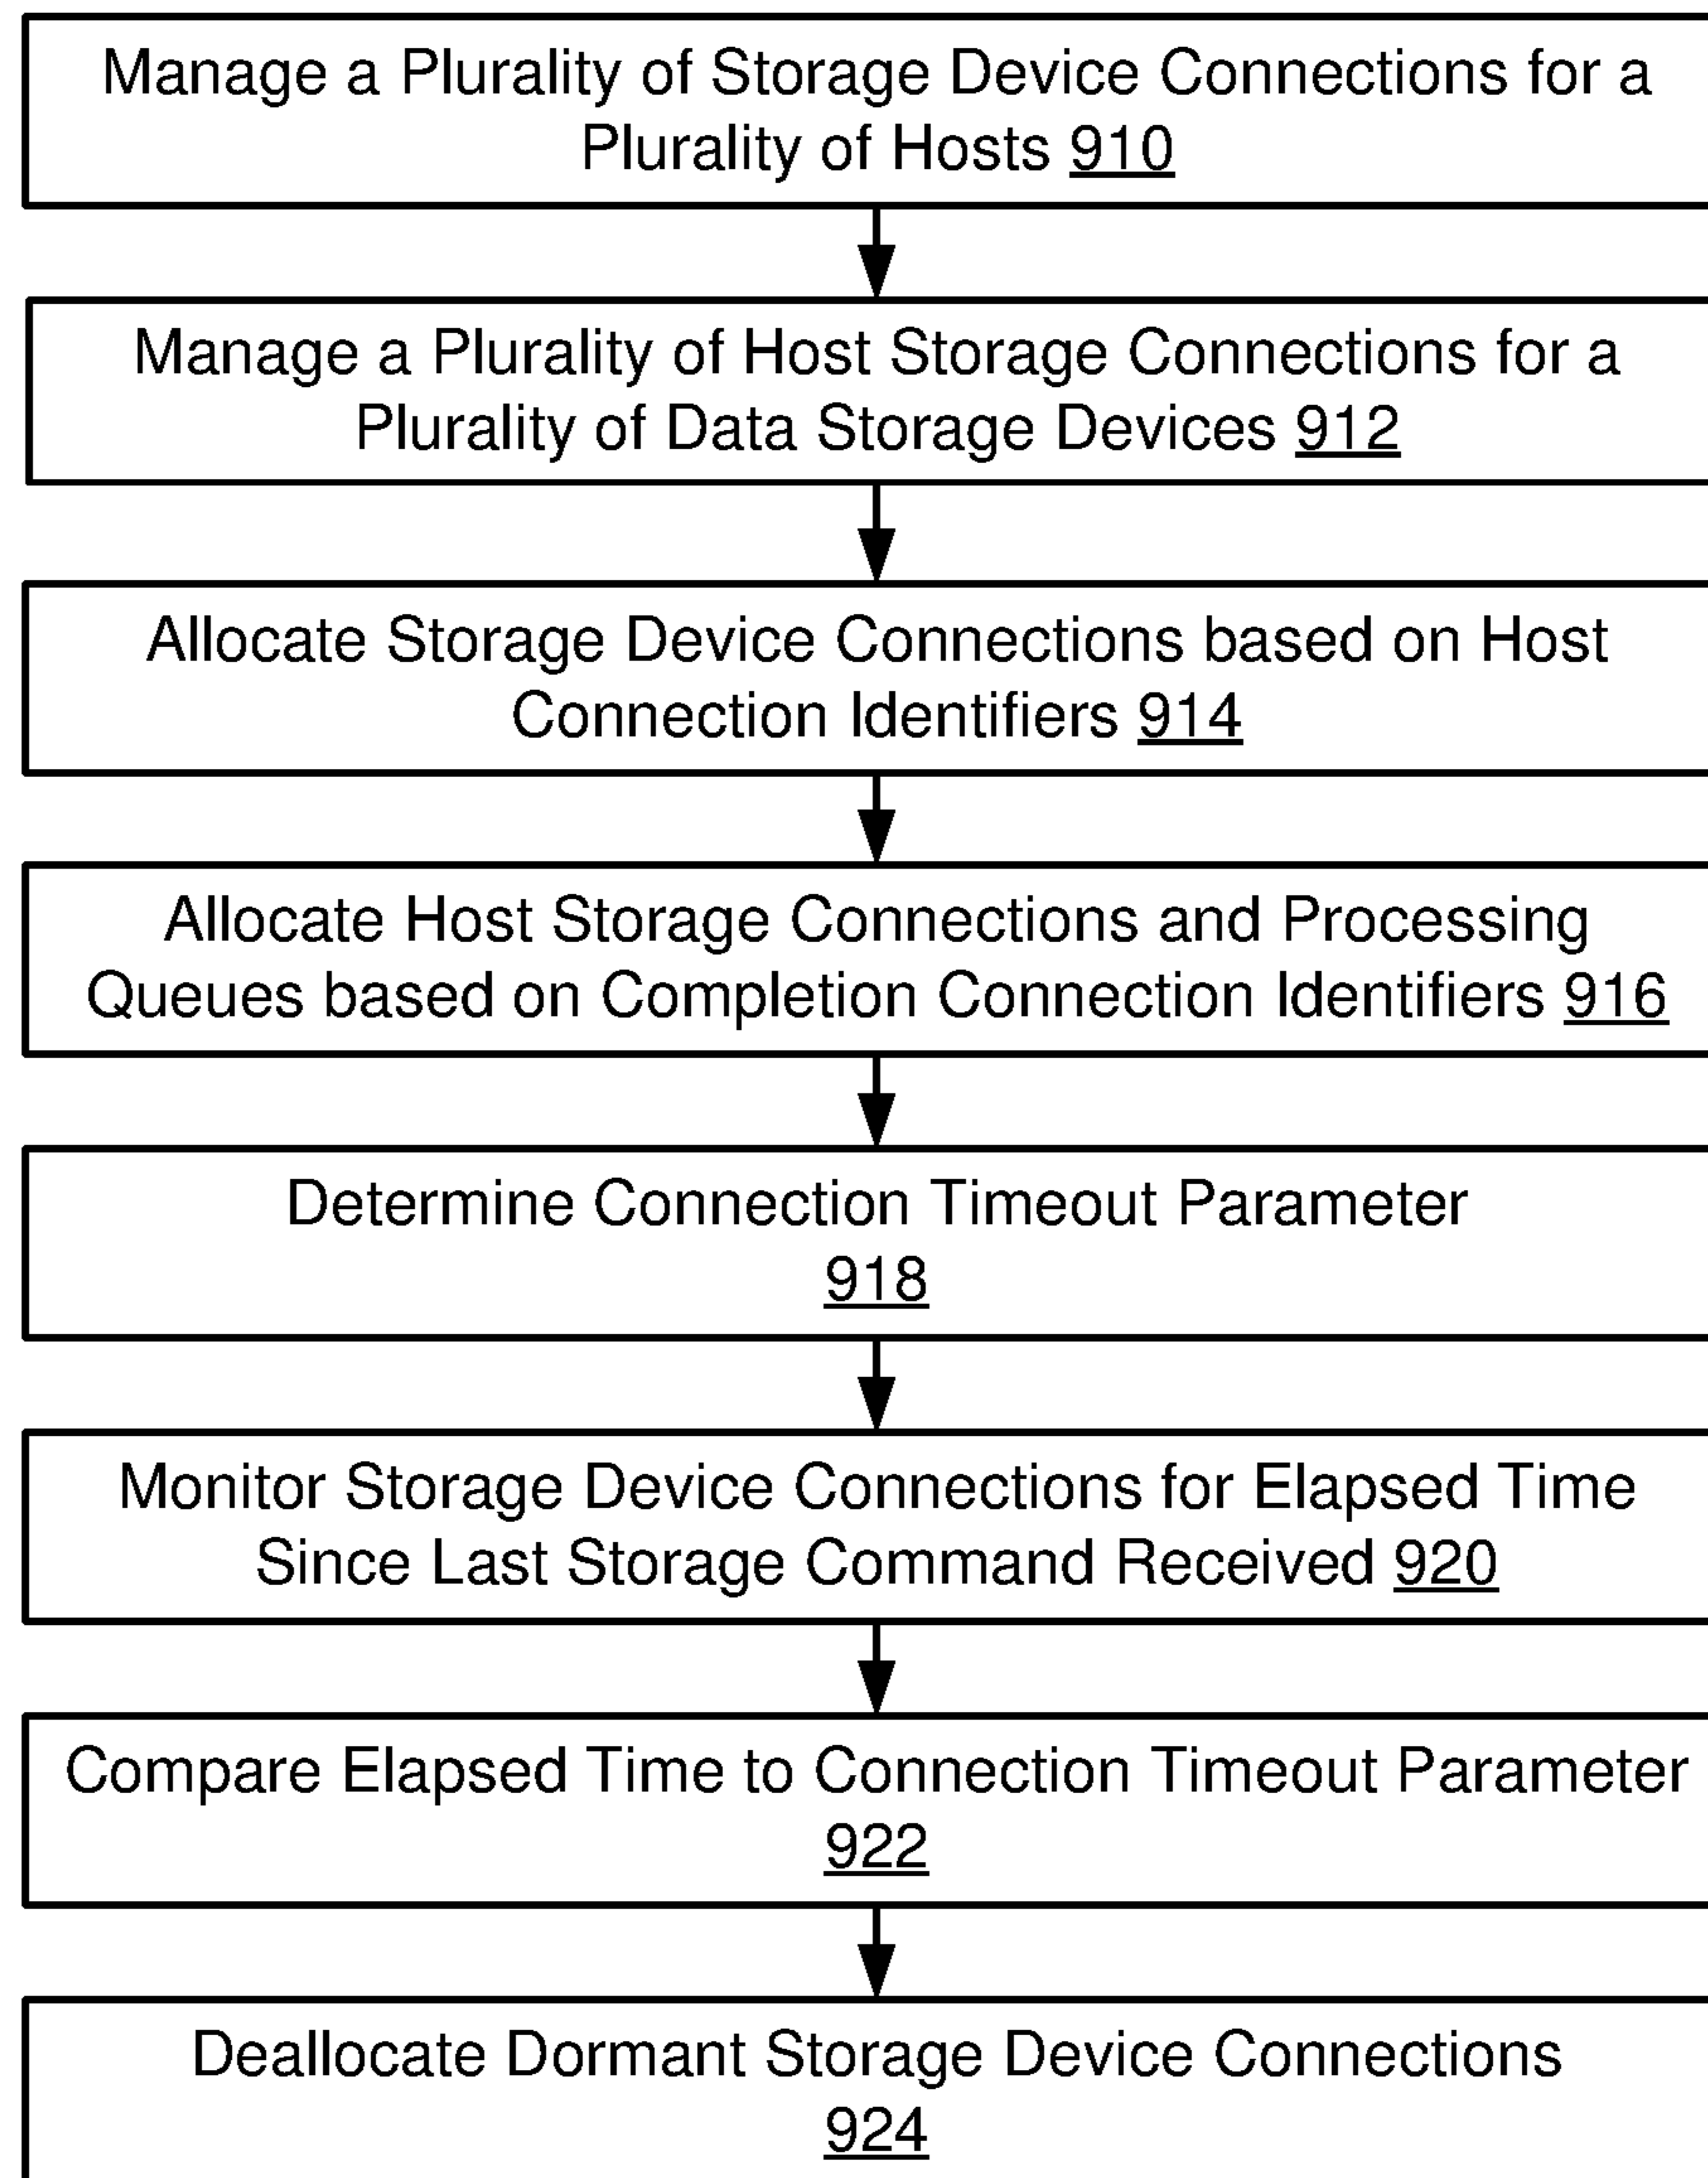 Manage a Plurality of Storage Device Connections for a
Plurality of Hosts 910
Manage a Plurality of Host Storage Connections for a
Plurality of Data Storage Devices 912
Allocate Storage Device Connections based on Host
Connection Identifiers 914
Allocate Host Storage Connections and Processing
Queues based on Completion Connection Identifiers 916
Determine Connection Timeout Parameter
918
Monitor Storage Device Connections for Elapsed Time
Since Last Storage Command Received 920
Compare Elapsed Time to Connection Timeout Parameter
922
Deallocate Dormant Storage Device Connections
924